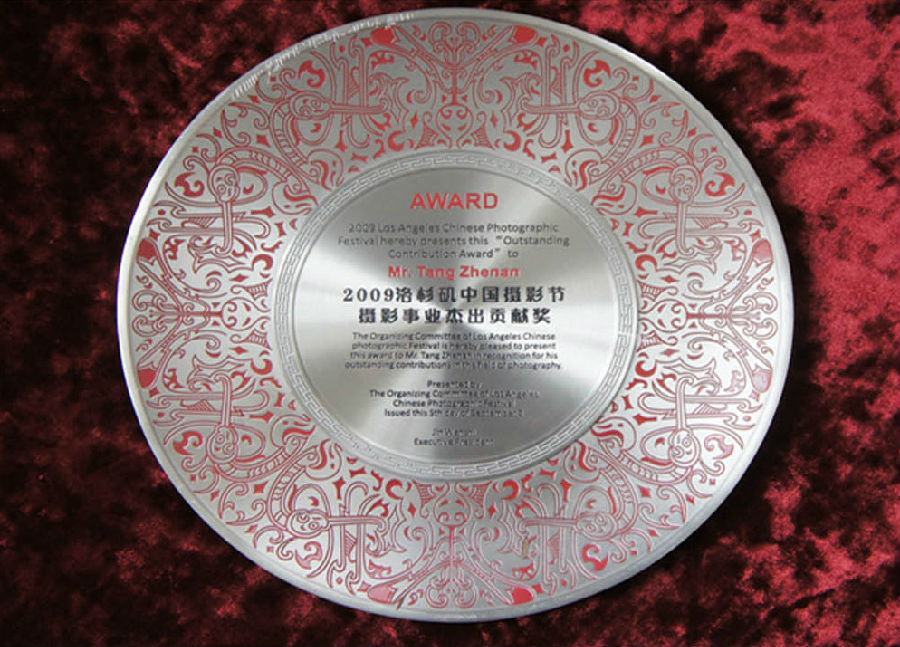 AWARD
2009 Los Angeles Chinese Photographic
Festival hereby presents this “Outstanding
Contribution Award” to
Mr. Tang Zhenan
2009洛杉矶中国摄影节
摄影事业杰出贡献奖
The Organizing Committee of Los Angeles Chinese
photographic Festival is hereby pleased to present
this award to Mr. Tang Zhenan in recognition for his
outstanding contributions in this field of photography.
Presented by
The Organizing Committee of Los Angeles
Chinese Photographic Festival
Issued this 5th day of September
Executive President